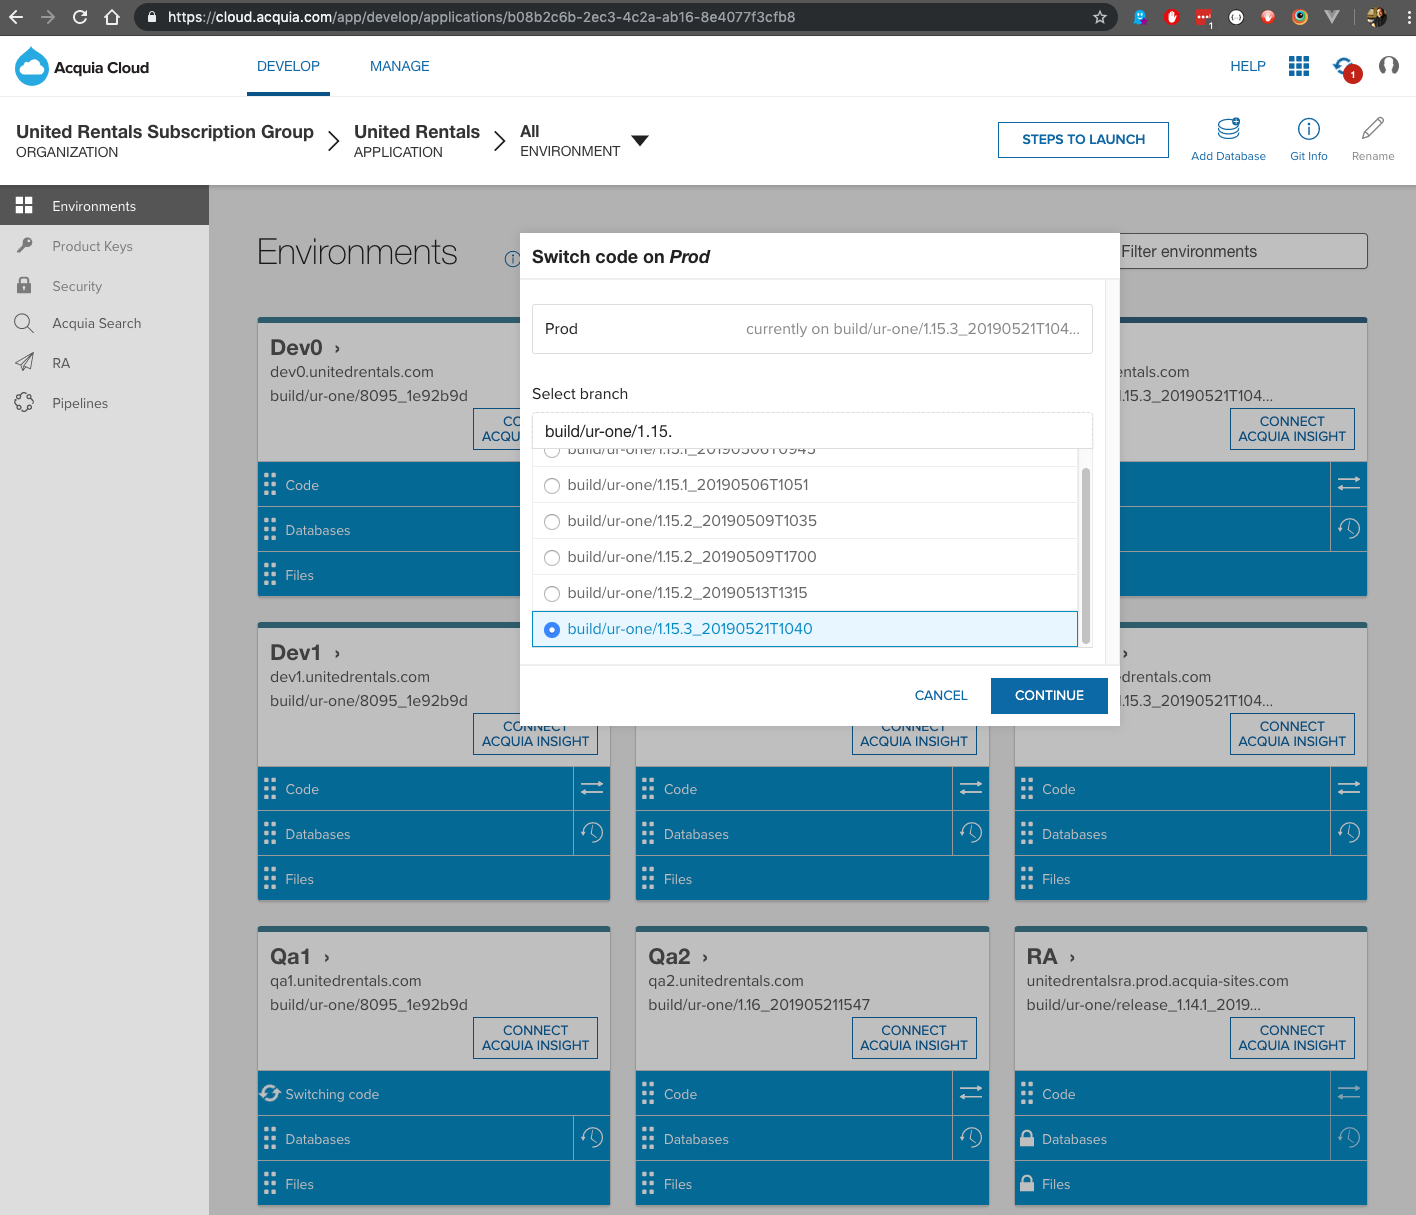 https://cloud.acquia.com/app/develop/applications/b08b2c6b-2ec3-4c2a-ab16-8e4077f3cfb8
1
Acquia Cloud
DEVELOP
MANAGE
HELP
1
United Rentals Subscription Group
ORGANIZATION
United Rentals
APPLICATION
All
ENVIRONMENT
STEPS TO LAUNCH
Add Database
Git Info
Rename
Environments
Product Keys
Security
Acquia Search
RA
Pipelines
Environments
Filter environments
Switch code on Prod
Prod
currently on build/ur-one/1.15.3_20190521T104...
Select branch
build/ur-one/1.15.
build/ur-one/1.15.1_20190506T0945
build/ur-one/1.15.1_20190506T1051
build/ur-one/1.15.2_20190509T1035
build/ur-one/1.15.2_20190509T1700
build/ur-one/1.15.2_20190513T1315
build/ur-one/1.15.3_20190521T1040
CANCEL
CONTINUE
Dev0
dev0.unitedrentals.com
build/ur-one/8095_1e92b9d
CO
ACQU
Code
Databases
Files
entals.com
.15.3_20190521T104...
CONNECT
ACQUIA INSIGHT
Dev1
dev1.unitedrentals.com
build/ur-one/8095_1e92b9d
CONNECT
ACQUIA INSIGHT
Code
Databases
Files
CONNECT
ACQUIA INSIGHT
Code
Databases
Files
drentals.com
.15.3_20190521T104...
CONNECT
ACQUIA INSIGHT
Code
Databases
Files
Qa1
qa1.unitedrentals.com
build/ur-one/8095_1e92b9d
CONNECT
ACQUIA INSIGHT
Switching code
Databases
Files
Qa2
qa2.unitedrentals.com
build/ur-one/1.16_201905211547
CONNECT
ACQUIA INSIGHT
Code
Databases
Files
RA
unitedrentalsra.prod.acquia-sites.com
build/ur-one/release_1.14.1_2019...
CONNECT
ACQUIA INSIGHT
Code
Databases
Files